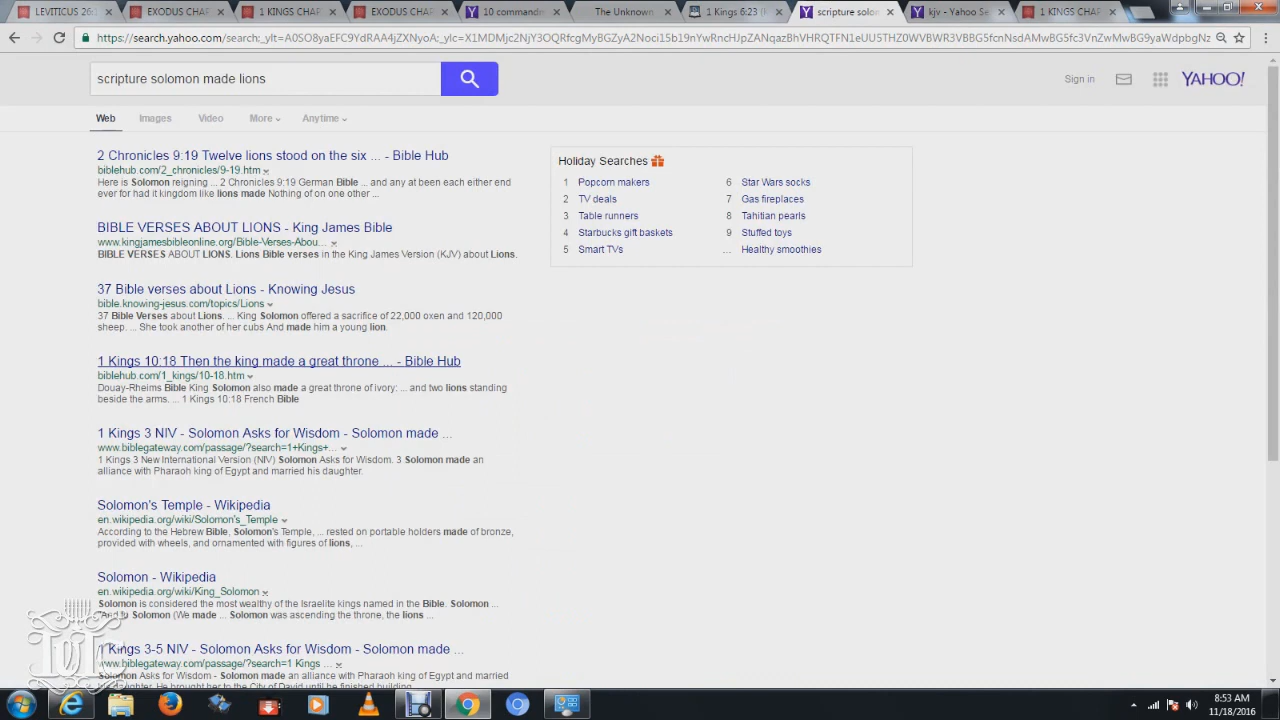 LEVITICUS 26:1
EXODUS CHAP
1 KINGS CHAP
EXODUS CHAP
10 commandm
The Unknown
1 Kings 6:23 (
scripture solom
kjv - Yahoo Se
1 KINGS CHAP
scripture solomon made lions
Sign in
YAHOO!
Web
Images
Video
More
Anytime
2 Chronicles 9:19 Twelve lions stood on the six ... - Bible Hub
biblehub.com/2_chronicles/9-19.htm
Here is Solomon reigning ... 2 Chronicles 9:19 German Bible ... and any at been each either end
ever for had it kingdom like lions made Nothing of on one other ...
BIBLE VERSES ABOUT LIONS - King James Bible
www.kingjamesbibleonline.org/Bible-Verses-Abou...
BIBLE VERSES ABOUT LIONS. Lions Bible verses in the King James Version (KJV) about Lions.
37 Bible verses about Lions - Knowing Jesus
bible.knowing-jesus.com/topics/Lions
37 Bible Verses about Lions. ... King Solomon offered a sacrifice of 22,000 oxen and 120,000
sheep. ... She took another of her cubs And made him a young lion.
1 Kings 10:18 Then the king made a great throne ... - Bible Hub
biblehub.com/1_kings/10-18.htm
Douay-Rheims Bible King Solomon also made a great throne of ivory: ... and two lions standing
beside the arms. ... 1 Kings 10:18 French Bible
1 Kings 3 NIV - Solomon Asks for Wisdom - Solomon made ...
www.biblegateway.com/passage/?search=1+Kings+...
1 Kings 3 New International Version (NIV) Solomon Asks for Wisdom. 3 Solomon made an
alliance with Pharaoh king of Egypt and married his daughter.
Solomon's Temple - Wikipedia
en.wikipedia.org/wiki/Solomon's_Temple
According to the Hebrew Bible, Solomon's Temple, ... rested on portable holders made of bronze,
provided with wheels, and ornamented with figures of lions, ...
Solomon - Wikipedia
en.wikipedia.org/wiki/King_Solomon
Solomon is considered the most wealthy of the Israelite kings named in the Bible. Solomon ...
Solomon (We made ... Solomon was ascending the throne, the lions ...
1 Kings 3-5 NIV - Solomon Asks for Wisdom - Solomon made ...
www.biblegateway.com/passage/?search=1 Kings ...
Solomon Asks for Wisdom - Solomon made an alliance with Pharaoh king of Egypt and married
daughter. He brought her to the City of David until he finished building
Holiday Searches
1 Popcorn makers
2 TV deals
3 Table runners
4 Starbucks gift baskets
5 Smart TVs
6 Star Wars socks
7 Gas fireplaces
8 Tahitian pearls
9 Stuffed toys
... Healthy smoothies
8:53 AM
11/18/2016